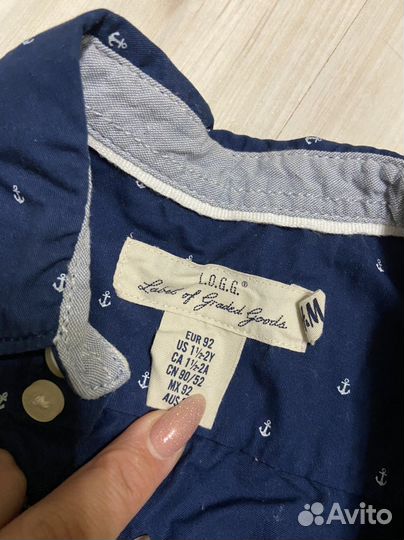 L.O.G.G.®
Label of Graded Goods
&M
EUR 92
US 1½-2Y
CA 1½-2A
CN 90/52
MX 92
AUS
Avito